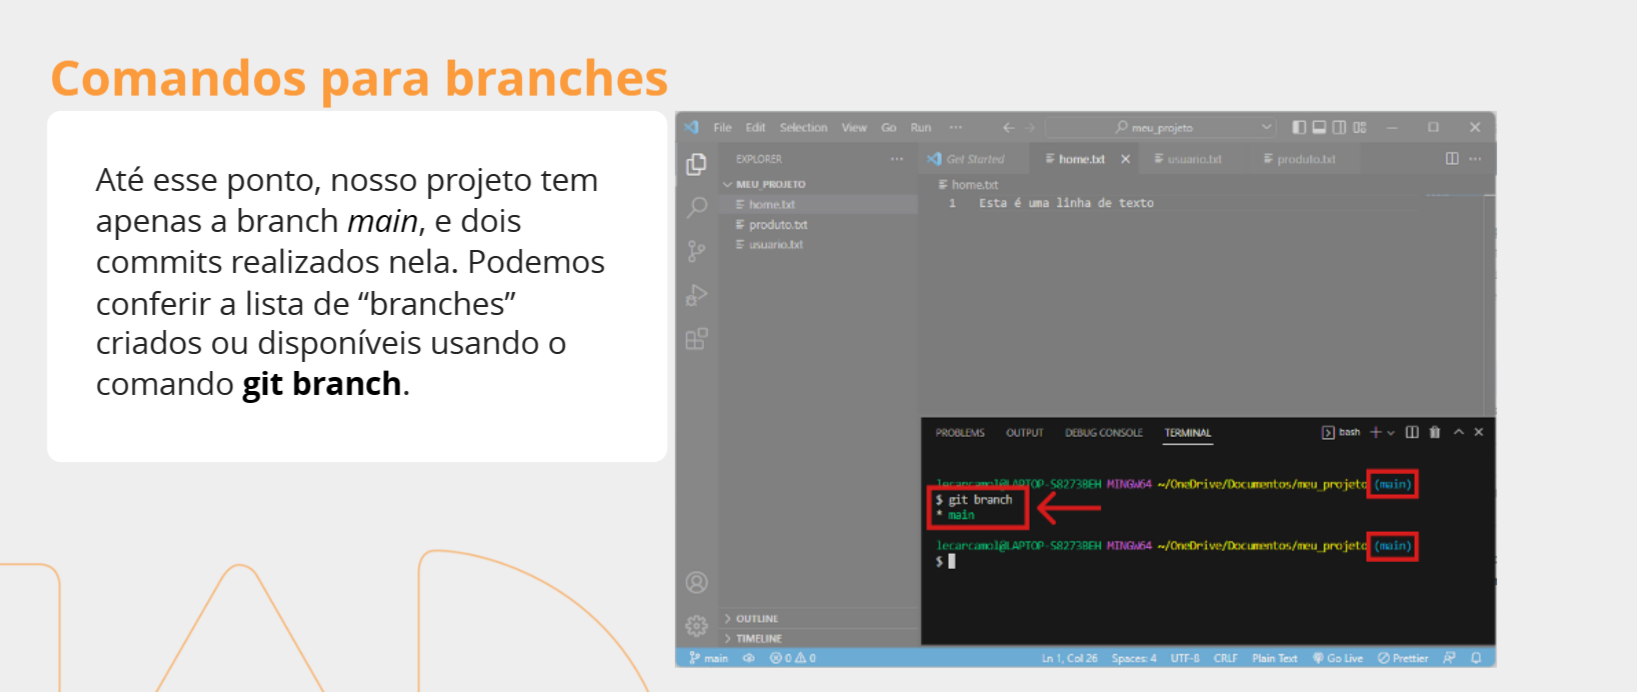 Comandos para branches
Até esse ponto, nosso projeto tem
apenas a branch main, e dois
commits realizados nela. Podemos
conferir a lista de “branches”
criados ou disponíveis usando o
comando git branch.
File Edit Selection View Go Run ··· meu_projeto
EXPLORER ···
MEU_PROJETO
home.txt
produto.txt
usuario.txt
OUTLINE
TIMELINE
Get Started home.txt usuario.txt produto.txt ···
home.txt
1 Esta é uma linha de texto
PROBLEMS OUTPUT DEBUG CONSOLE TERMINAL bash
lecarcamol@LAPTOP-S8273BEH MINGW64 ~/OneDrive/Documentos/meu_projeto (main)
$ git branch
* main
lecarcamol@LAPTOP-S8273BEH MINGW64 ~/OneDrive/Documentos/meu_projeto (main)
$
main 0 0 Ln 1, Col 26 Spaces: 4 UTF-8 CRLF Plain Text Go Live Prettier